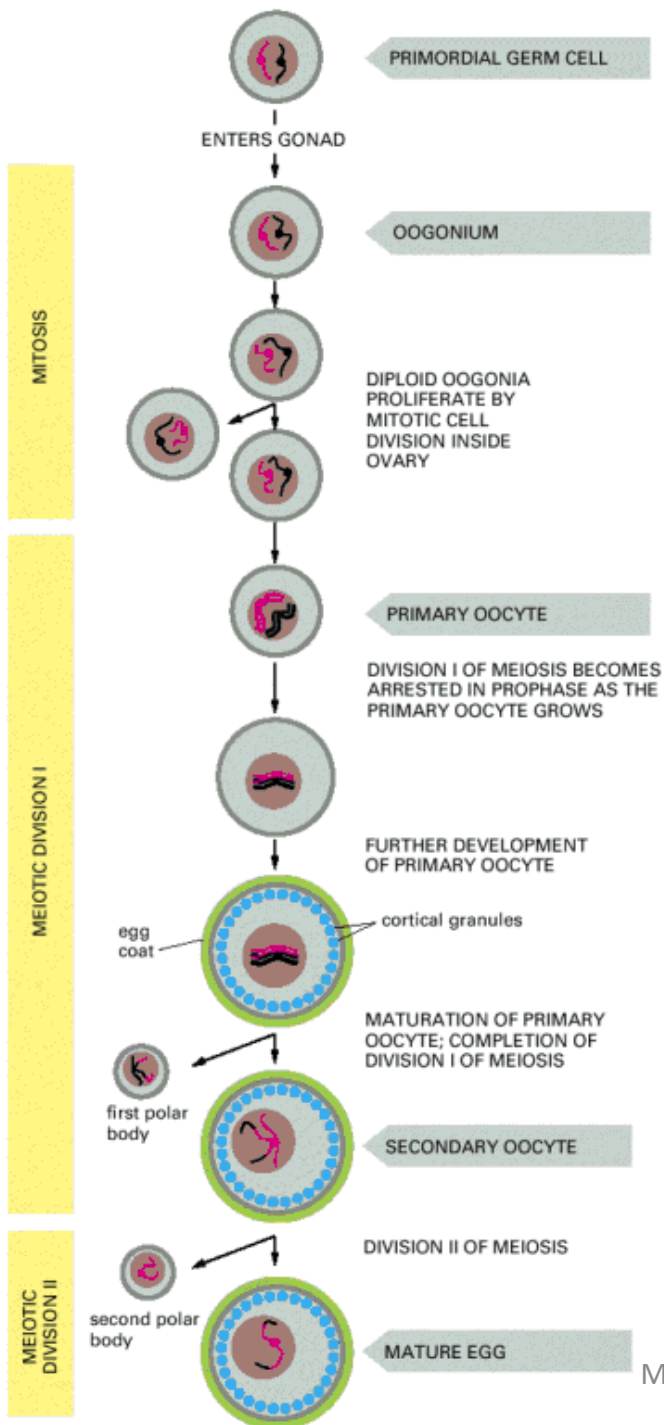 PRIMORDIAL GERM CELL
ENTERS GONAD
OOGONIUM
MITOSIS
DIPLOID OOGONIA
PROLIFERATE BY
MITOTIC CELL
DIVISION INSIDE
OVARY
PRIMARY OOCYTE
DIVISION I OF MEIOSIS BECOMES
ARRESTED IN PROPHASE AS THE
PRIMARY OOCYTE GROWS
MEIOTIC DIVISION I
FURTHER DEVELOPMENT
OF PRIMARY OOCYTE
egg
coat
cortical granules
MATURATION OF PRIMARY
OOCYTE; COMPLETION OF
DIVISION I OF MEIOSIS
first polar
body
SECONDARY OOCYTE
DIVISION II OF MEIOSIS
MEIOTIC
DIVISION II
second polar
body
MATURE EGG
M